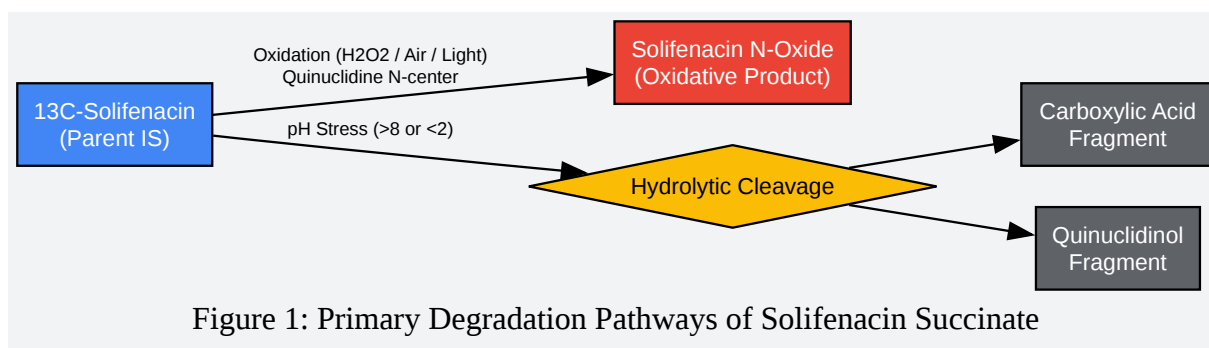 13C-Solifenacin
(Parent IS)
Oxidation (H2O2 / Air / Light)
Quinuclidine N-center
pH Stress (>8 or <2)
Solifenacin N-Oxide
(Oxidative Product)
Hydrolytic Cleavage
Carboxylic Acid
Fragment
Quinuclidinol
Fragment
Figure 1: Primary Degradation Pathways of Solifenacin Succinate